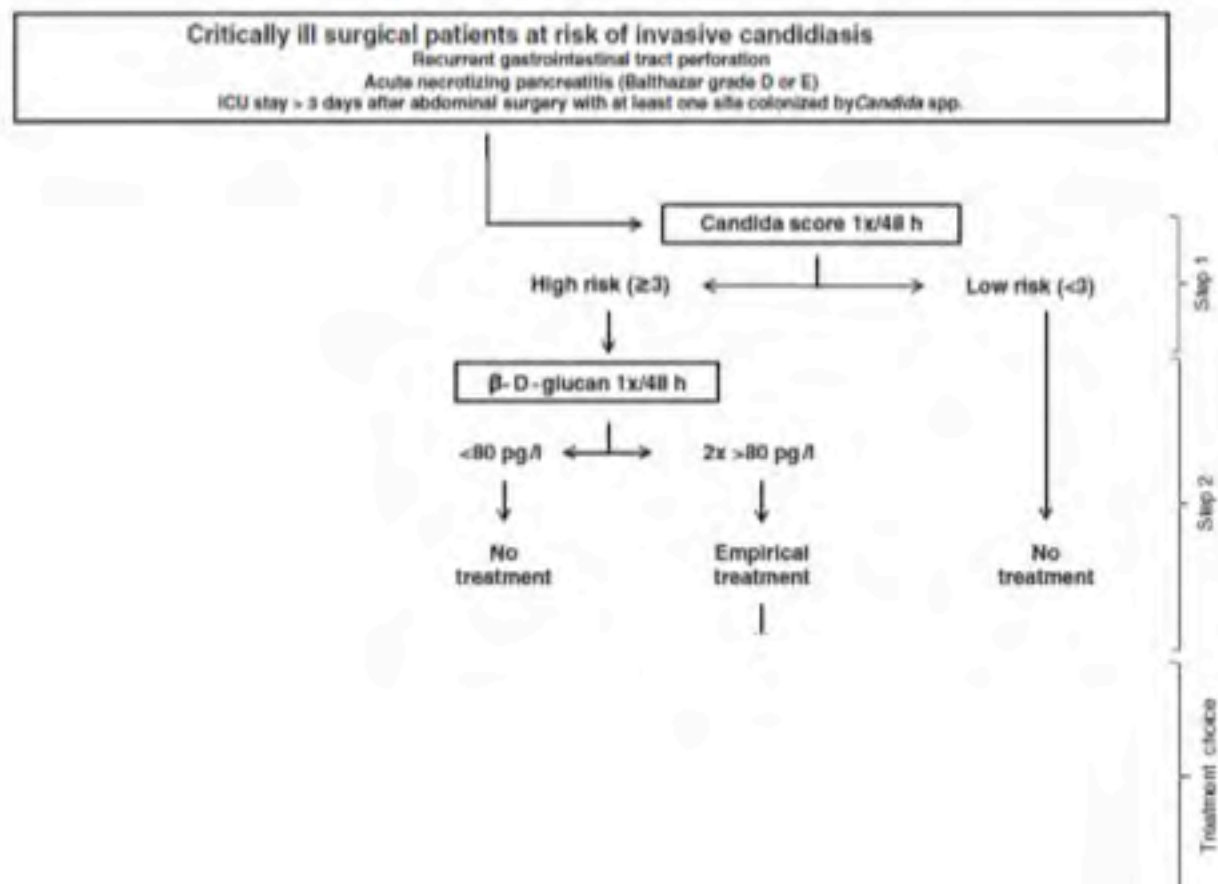 Critically ill surgical patients at risk of invasive candidiasis
Recurrent gastrointestinal tract perforation
Acute necrotizing pancreatitis (Balthazar grade D or E)
ICU stay > 3 days after abdominal surgery with at least one site colonized byCandida spp.
Candida score 1x/48 h
High risk (≥3)
Low risk (<3)
Step 1
β-D-glucan 1x/48 h
<80 pg/l
2x >80 pg/l
Step 2
No
treatment
Empirical
treatment
No
treatment
Treatment choice